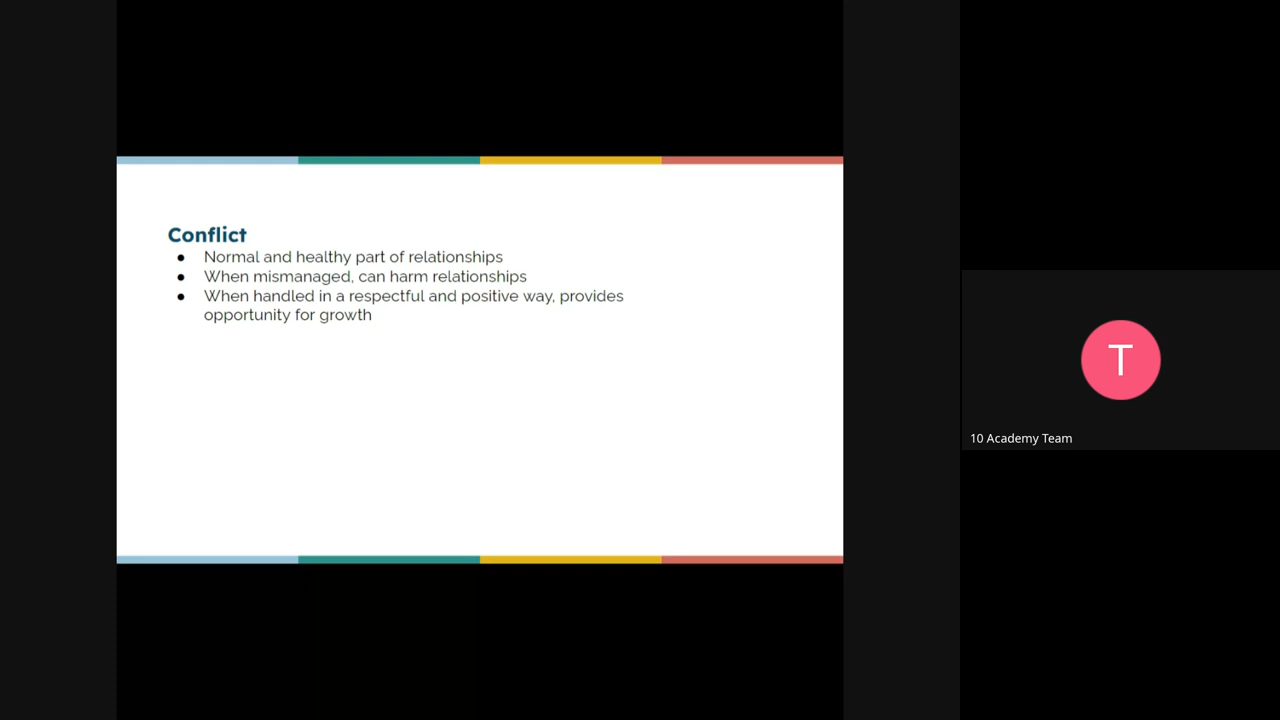 Conflict
● Normal and healthy part of relationships
● When mismanaged, can harm relationships
● When handled in a respectful and positive way, provides
opportunity for growth
T
10 Academy Team